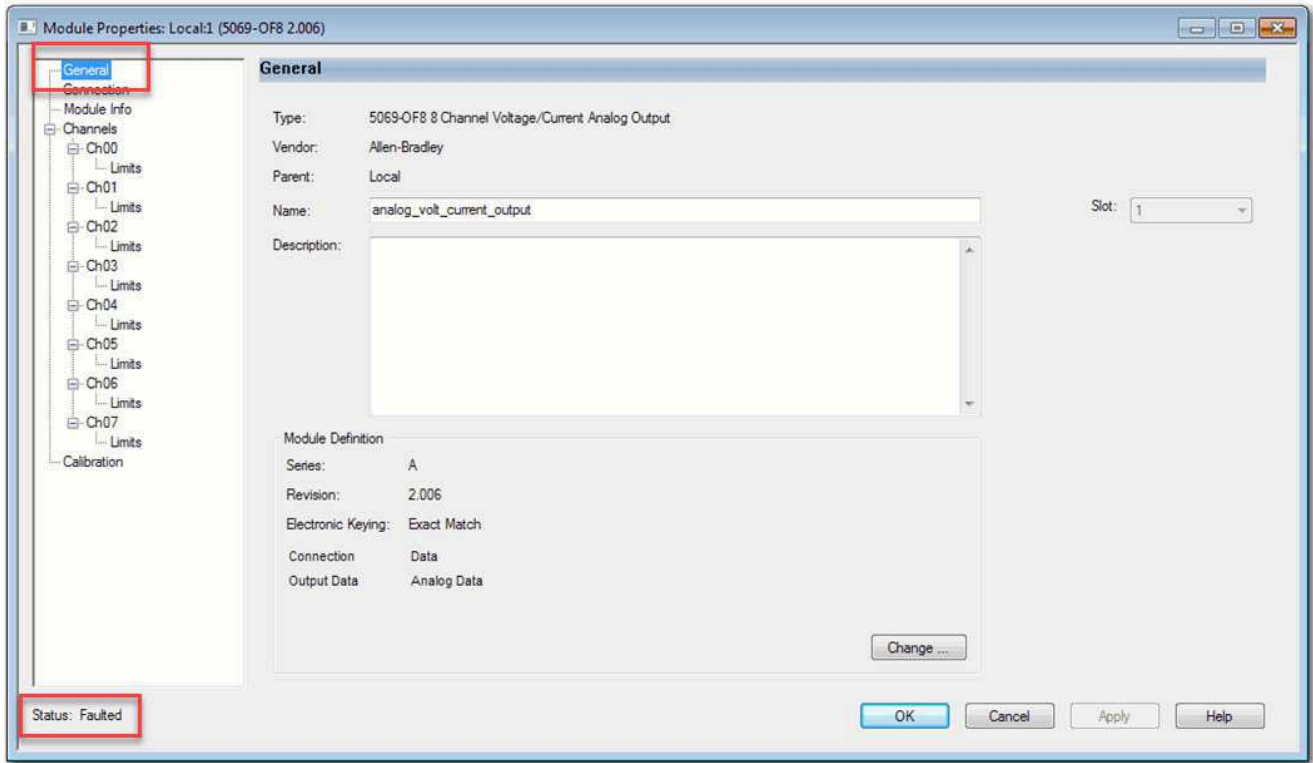 Module Properties: Local:1 (5069-OF8 2.006)
General
Connection
Module Info
Channels
Ch00
Limits
Ch01
Limits
Ch02
Limits
Ch03
Limits
Ch04
Limits
Ch05
Limits
Ch06
Limits
Ch07
Limits
Calibration
General
Type: 5069-OF8 8 Channel Voltage/Current Analog Output
Vendor: Allen-Bradley
Parent: Local
Name: analog_volt_current_output Slot: 1
Description:
Module Definition
Series: A
Revision: 2.006
Electronic Keying: Exact Match
Connection Data
Output Data Analog Data
Change ...
Status: Faulted OK Cancel Apply Help